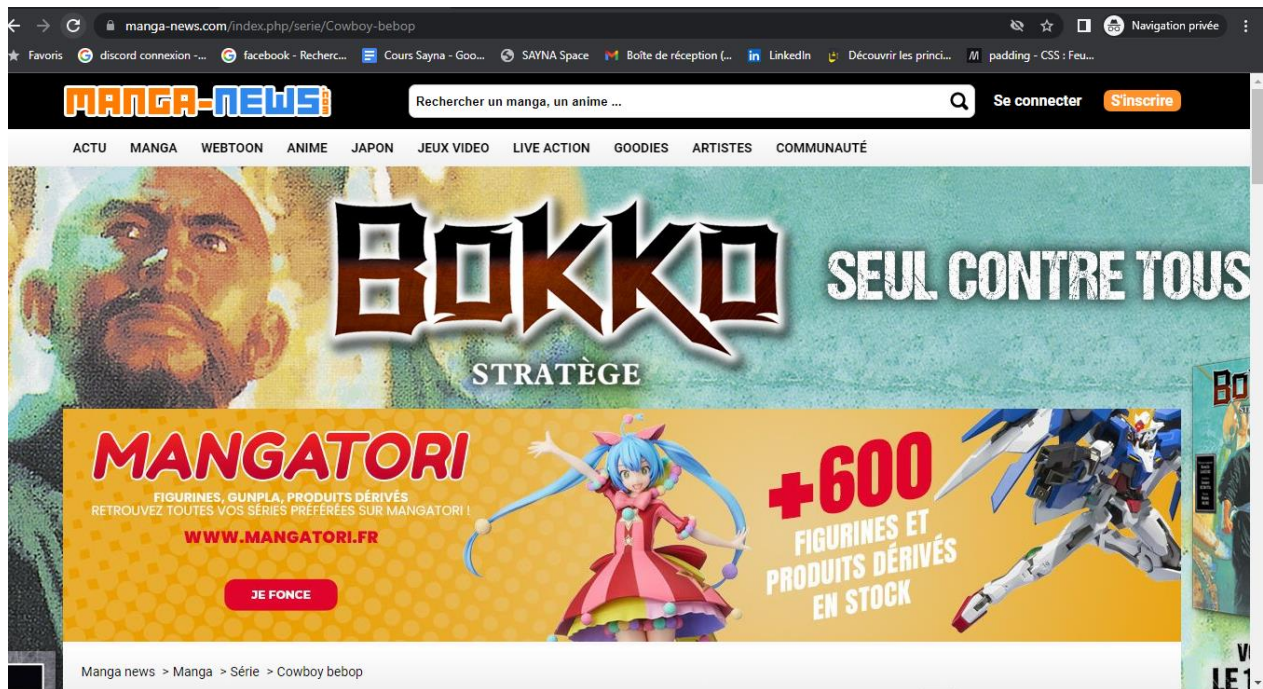 manga-news.com/index.php/serie/Cowboy-bebop
Navigation privée
Favoris discord connexion -... facebook - Recherc... Cours Sayna - Goo... SAYNA Space Boîte de réception (... LinkedIn Découvrir les princi... padding - CSS : Feu...
MANGA-NEWS.com
Rechercher un manga, un anime ...
Se connecter
S'inscrire
ACTU MANGA WEBTOON ANIME JAPON JEUX VIDEO LIVE ACTION GOODIES ARTISTES COMMUNAUTÉ
BOKKO
STRATÈGE
SEUL CONTRE TOUS
MANGATORI
FIGURINES, GUNPLA, PRODUITS DÉRIVÉS
RETROUVEZ TOUTES VOS SÉRIES PRÉFÉRÉES SUR MANGATORI !
WWW.MANGATORI.FR
JE FONCE
+600
FIGURINES ET
PRODUITS DÉRIVÉS
EN STOCK
Manga news > Manga > Série > Cowboy bebop